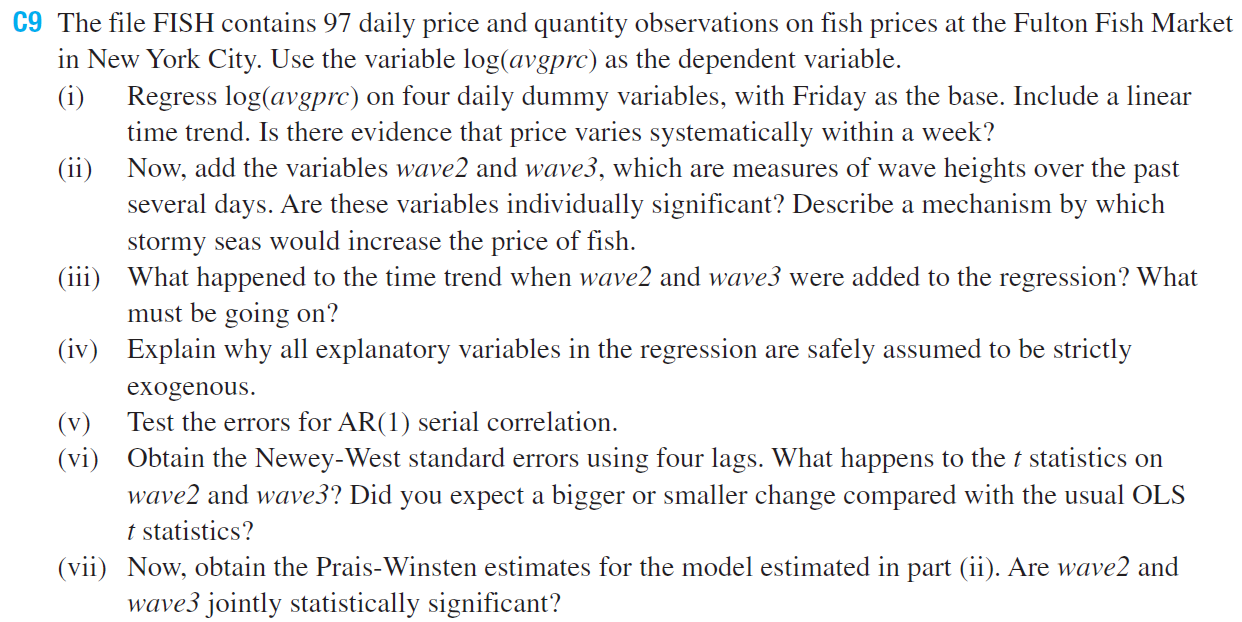 C9 The file FISH contains 97 daily price and quantity observations on fish prices at the Fulton Fish Market
in New York City. Use the variable log(avgprc) as the dependent variable.
(i) Regress log(avgprc) on four daily dummy variables, with Friday as the base. Include a linear
time trend. Is there evidence that price varies systematically within a week?
(ii) Now, add the variables wave2 and wave3, which are measures of wave heights over the past
several days. Are these variables individually significant? Describe a mechanism by which
stormy seas would increase the price of fish.
(iii) What happened to the time trend when wave2 and wave3 were added to the regression? What
must be going on?
(iv) Explain why all explanatory variables in the regression are safely assumed to be strictly
exogenous.
(v) Test the errors for AR(1) serial correlation.
(vi) Obtain the Newey-West standard errors using four lags. What happens to the t statistics on
wave2 and wave3? Did you expect a bigger or smaller change compared with the usual OLS
t statistics?
(vii) Now, obtain the Prais-Winsten estimates for the model estimated in part (ii). Are wave2 and
wave3 jointly statistically significant?